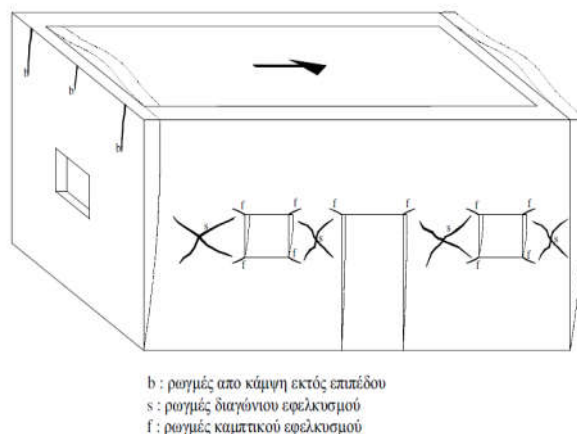 b
b
b
f f f f f f
s s s s
f f f f
b : ρωγμές απο κάμψη εκτός επιπέδου
s : ρωγμές διαγώνιου εφελκυσμού
f : ρωγμές καμπτικού εφελκυσμού